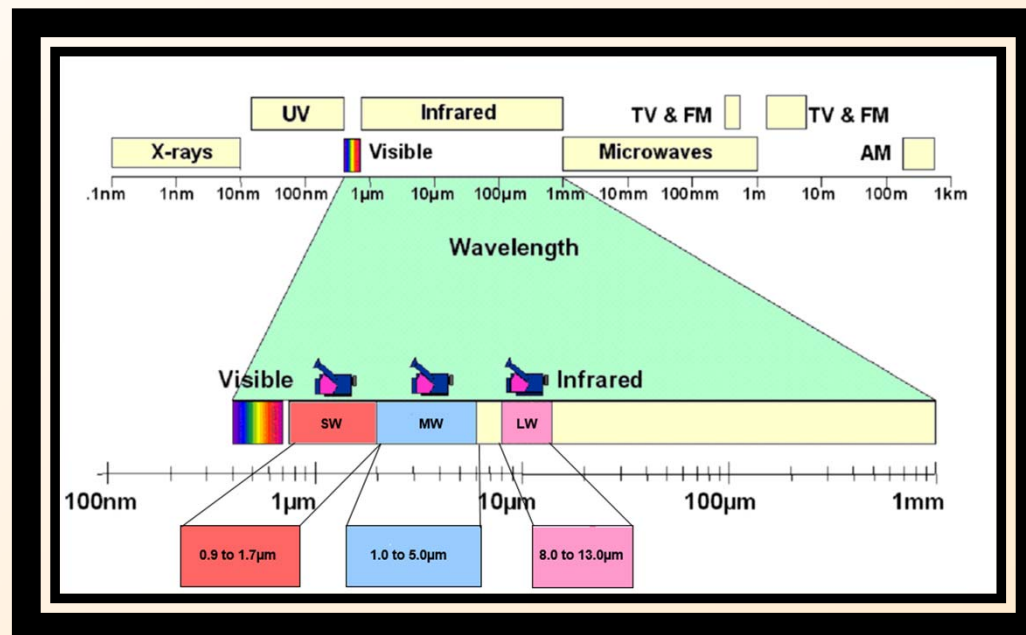 UV Infrared TV & FM TV & FM
X-rays Visible Microwaves AM
.1nm 1nm 10nm 100nm 1µm 10µm 100µm 1mm 10mm 100mm 1m 10m 100m 1km
Wavelength
Visible Infrared
SW MW LW
100nm 1µm 10µm 100µm 1mm
0.9 to 1.7µm 1.0 to 5.0µm 8.0 to 13.0µm